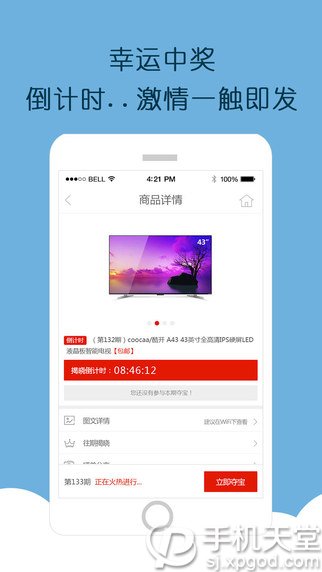 幸运中奖
倒计时..激情一触即发
●●●○○ BELL 4:21 PM 100%
商品详情
43"
倒计时 (第132期) coocaa/酷开 A43 43英寸全高清IPS硬屏LED
液晶板智能电视【包邮】
揭晓倒计时： 08:46:12
您还没有参与本期夺宝!
图文详情 建议在WiFi下查看
往期揭晓
第133期 正在火热进行... 立即夺宝
手机天堂
sj.xpgod.com